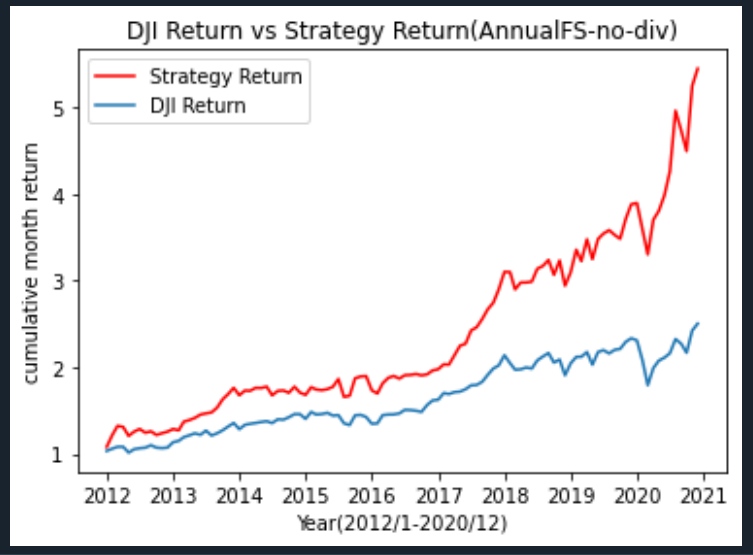 DJI Return vs Strategy Return(AnnualFS-no-div)
Strategy Return
DJI Return
cumulative month return
5
4
3
2
1
2012 2013 2014 2015 2016 2017 2018 2019 2020 2021
Year(2012/1-2020/12)